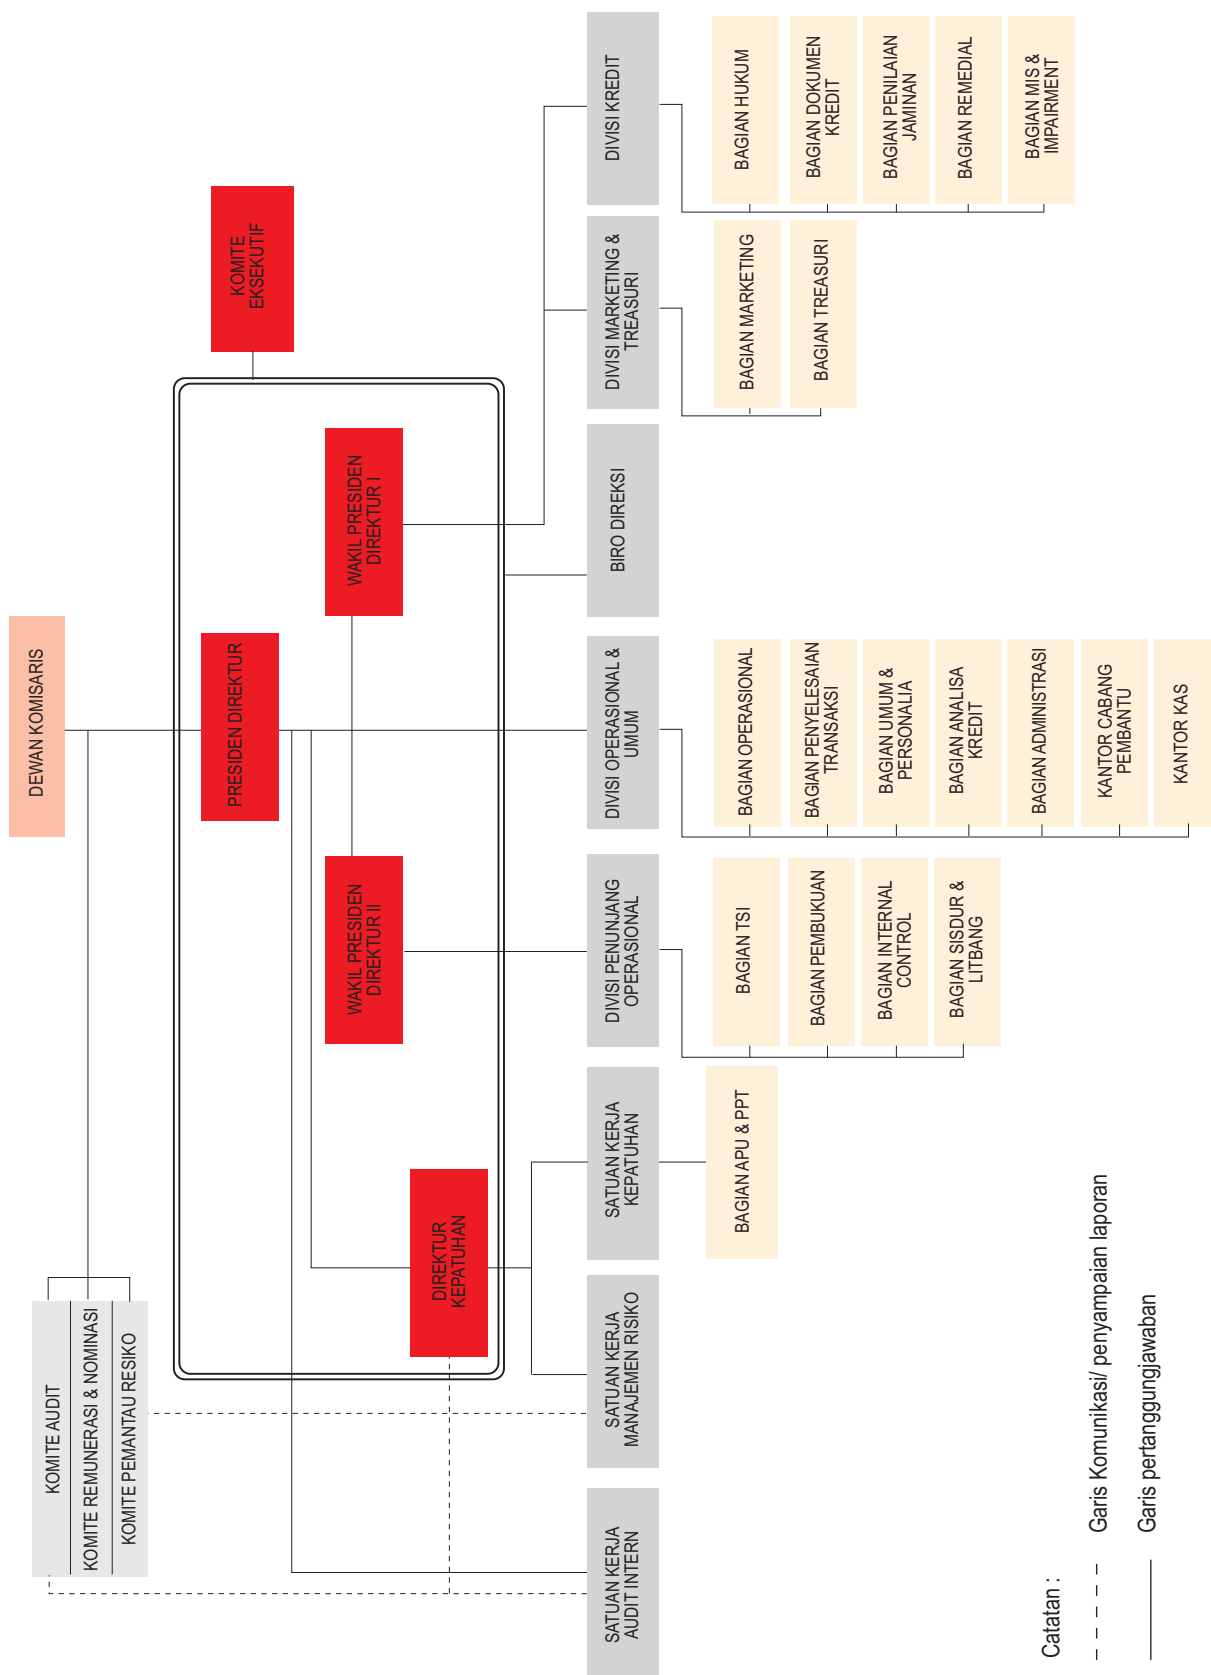 DEWAN KOMISARIS
KOMITE AUDIT
KOMITE REMUNERASI & NOMINASI
KOMITE PEMANTAU RESIKO
PRESIDEN DIREKTUR
KOMITE
EKSEKUTIF
WAKIL PRESIDEN
DIREKTUR II
WAKIL PRESIDEN
DIREKTUR I
DIREKTUR
KEPATUHAN
SATUAN KERJA
AUDIT INTERN
SATUAN KERJA
MANAJEMEN RISIKO
SATUAN KERJA
KEPATUHAN
DIVISI PENUNJANG
OPERASIONAL
DIVISI OPERASIONAL &
UMUM
BIRO DIREKSI
DIVISI MARKETING &
TREASURI
DIVISI KREDIT
BAGIAN APU & PPT
BAGIAN TSI
BAGIAN PEMBUKUAN
BAGIAN INTERNAL
CONTROL
BAGIAN SISDUR &
LITBANG
BAGIAN OPERASIONAL
BAGIAN PENYELESAIAN
TRANSAKSI
BAGIAN UMUM &
PERSONALIA
BAGIAN ANALISA
KREDIT
BAGIAN ADMINISTRASI
KANTOR CABANG
PEMBANTU
KANTOR KAS
BAGIAN MARKETING
BAGIAN TREASURI
BAGIAN HUKUM
BAGIAN DOKUMEN
KREDIT
BAGIAN PENILAIAN
JAMINAN
BAGIAN REMEDIAL
BAGIAN MIS &
IMPAIRMENT
Catatan :
Garis Komunikasi/ penyampaian laporan
Garis pertanggungjawaban